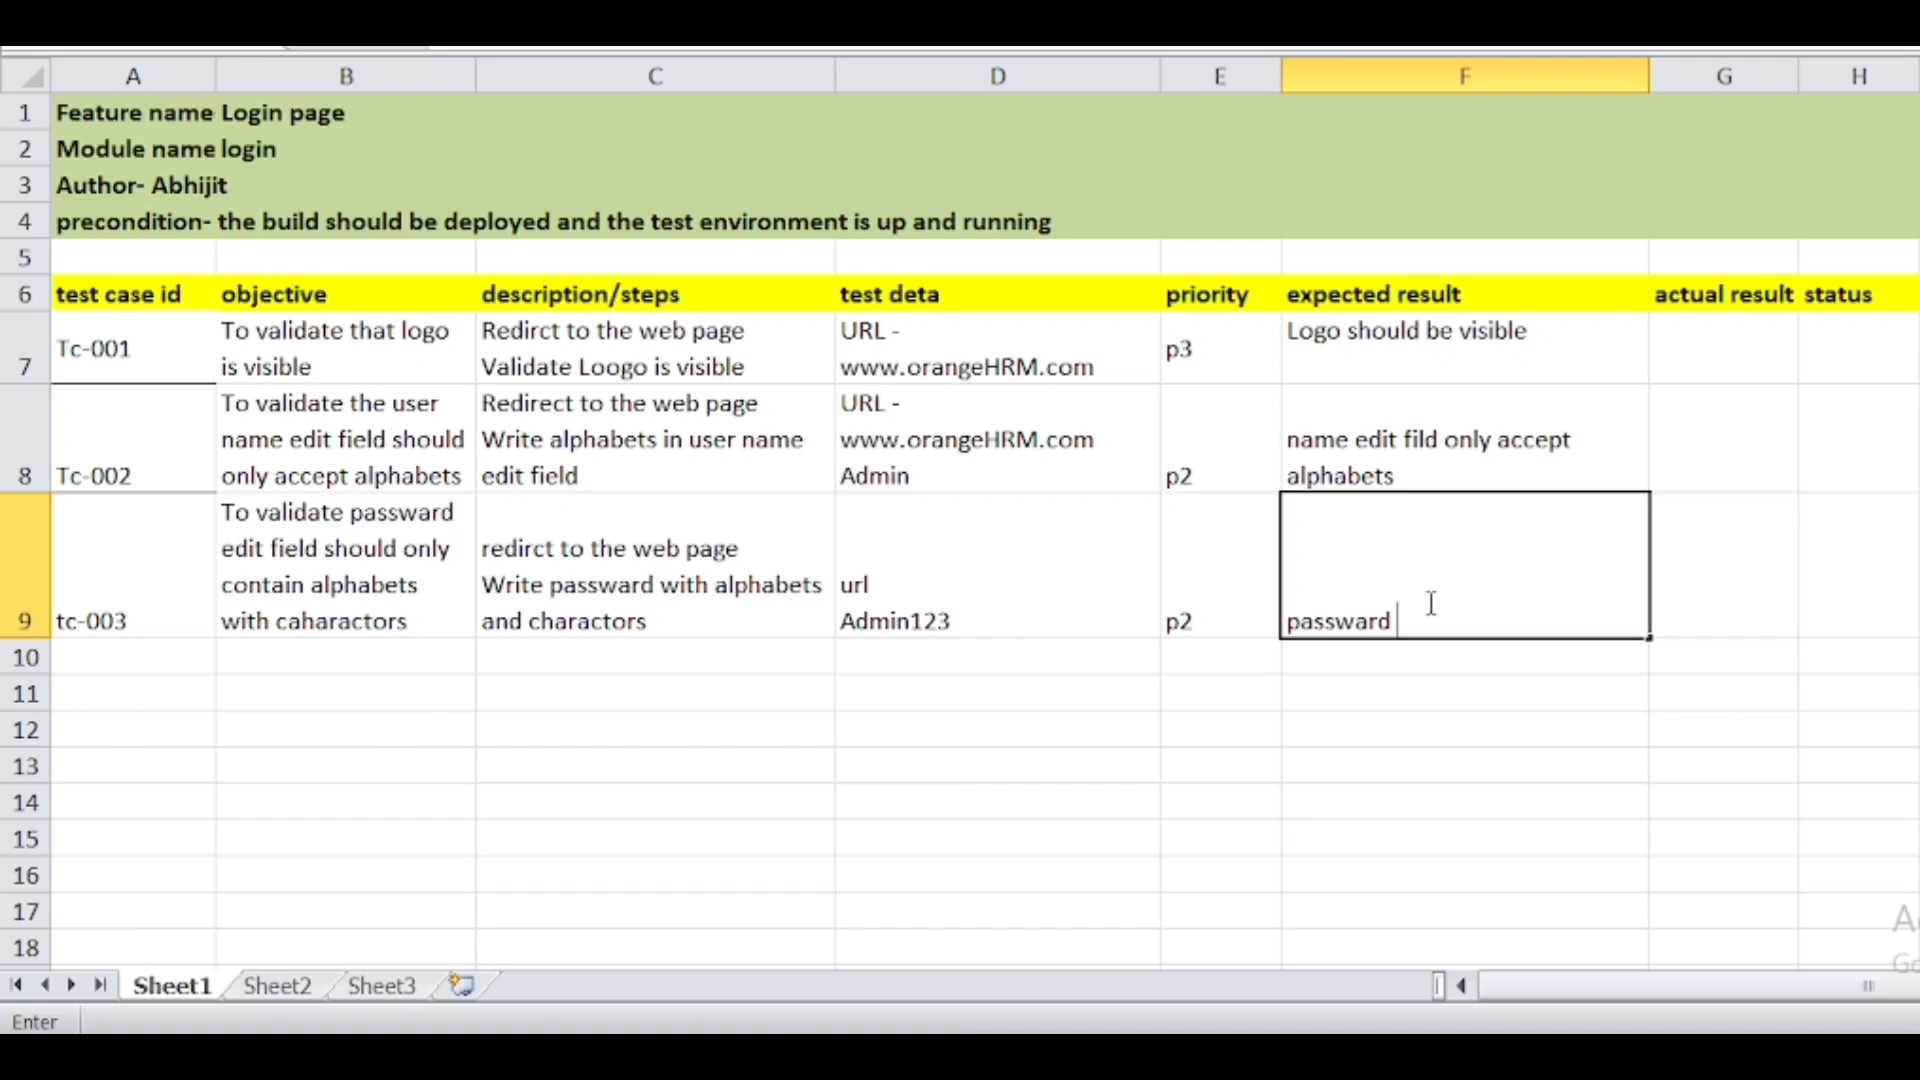 A B C D E F G H
1 Feature name Login page
2 Module name login
3 Author- Abhijit
4 precondition- the build should be deployed and the test environment is up and running
5
6 test case id objective description/steps test deta priority expected result actual result status
To validate that logo Redirct to the web page URL - Logo should be visible
Tc-001 p3
7 is visible Validate Loogo is visible www.orangeHRM.com
To validate the user Redirect to the web page URL -
name edit field should Write alphabets in user name www.orangeHRM.com name edit fild only accept
8 Tc-002 only accept alphabets edit field Admin p2 alphabets
To validate passward
edit field should only redirct to the web page
contain alphabets Write passward with alphabets url
9 tc-003 with caharactors and charactors Admin123 p2 passward
10
11
12
13
14
15
16
17
18
Sheet1 Sheet2 Sheet3
Enter